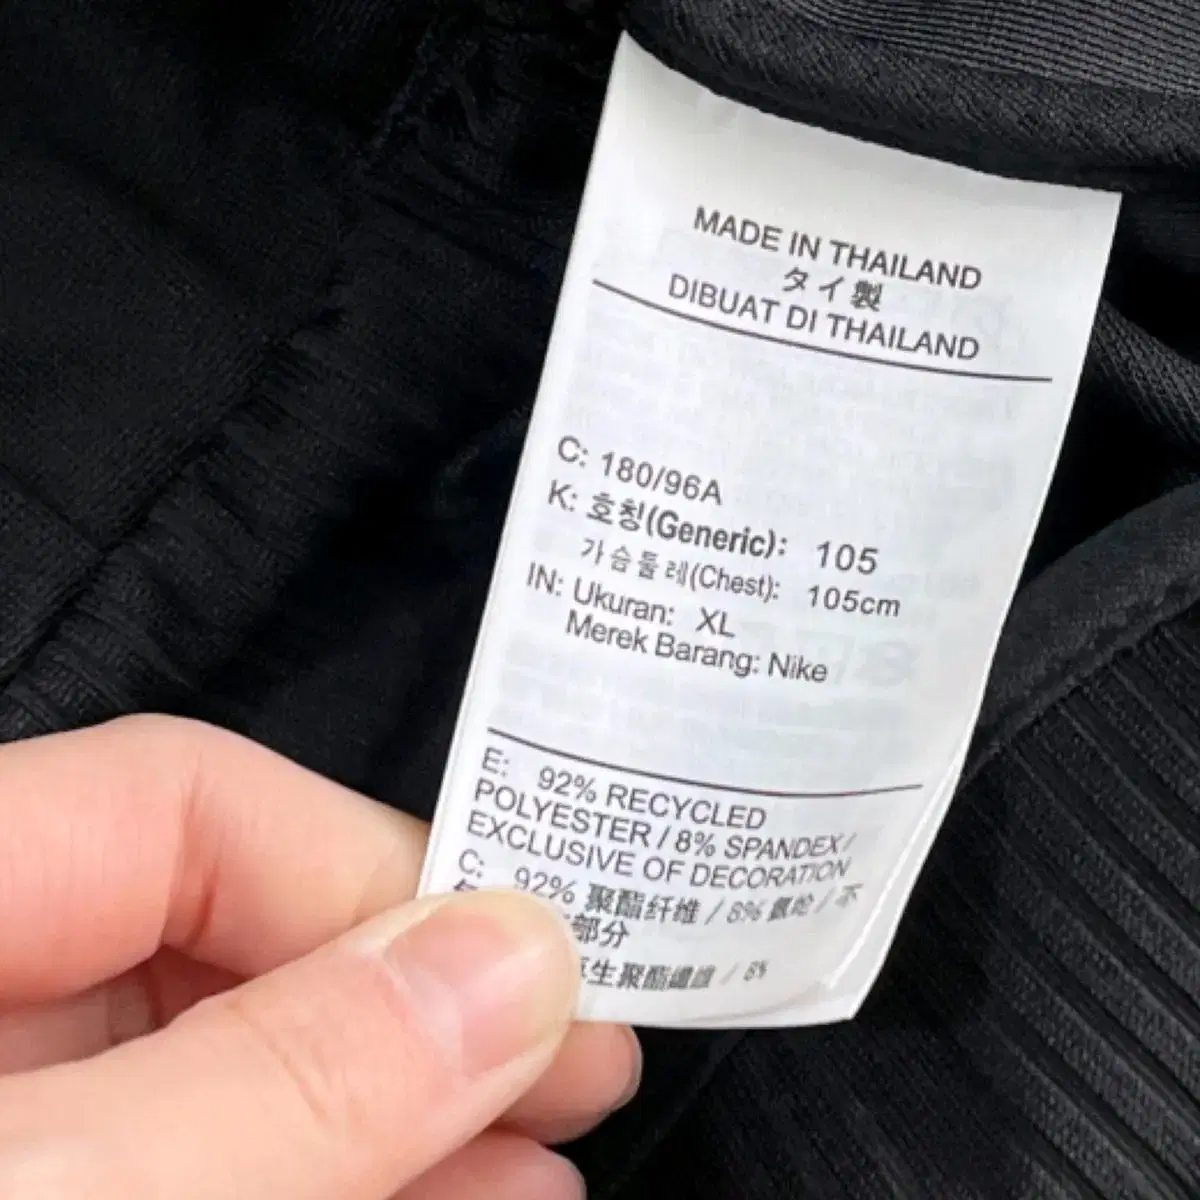 MADE IN THAILAND
タイ製
DIBUAT DI THAILAND
C: 180/96A
K: 호칭(Generic): 105
가슴둘레(Chest): 105cm
IN: Ukuran: XL
Merek Barang: Nike
E: 92% RECYCLED
POLYESTER / 8% SPANDEX/
EXCLUSIVE OF DECORATION
C: 92% 聚酯纤维 / 8% 氨纶 / 不
部分
生聚酯纖維 / 8%